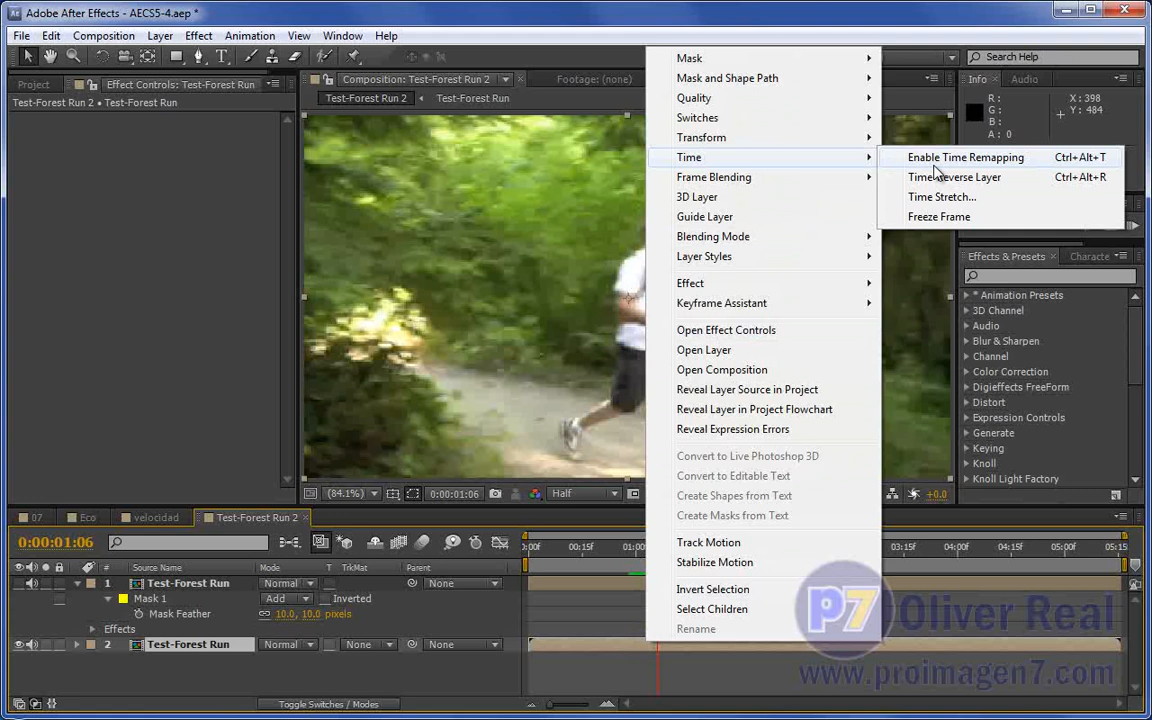 Adobe After Effects - AECS5-4.aep *
File Edit Composition Layer Effect Animation View Window Help
Search Help
Project Effect Controls: Test-Forest Run
Composition: Test-Forest Run 2
Footage: (none)
Info Audio
Test-Forest Run 2 • Test-Forest Run
Test-Forest Run 2 Test-Forest Run
R:
G:
B:
A: 0
X: 398
Y: 484
Mask
Mask and Shape Path
Quality
Switches
Transform
Time
Frame Blending
3D Layer
Guide Layer
Blending Mode
Layer Styles
Effect
Keyframe Assistant
Open Effect Controls
Open Layer
Open Composition
Reveal Layer Source in Project
Reveal Layer in Project Flowchart
Reveal Expression Errors
Convert to Live Photoshop 3D
Convert to Editable Text
Create Shapes from Text
Create Masks from Text
Track Motion
Stabilize Motion
Invert Selection
Select Children
Rename
Enable Time Remapping Ctrl+Alt+T
Time-Reverse Layer Ctrl+Alt+R
Time Stretch...
Freeze Frame
Effects & Presets Characte
* Animation Presets
3D Channel
Audio
Blur & Sharpen
Channel
Color Correction
Digieffects FreeForm
Distort
Expression Controls
Generate
Keying
Knoll
Knoll Light Factory
(84.1%) 0:00:01:06 Half
+0.0
07 Eco velocidad Test-Forest Run 2
0:00:01:06
:00f 00:15f 01:00 03:15f 04:00f 04:15f 05:00f 05:15
# Source Name Mode T TrkMat Parent
1 Test-Forest Run Normal None
Mask 1 Add Inverted
Mask Feather 10.0, 10.0 pixels
Effects
2 Test-Forest Run Normal None None
Toggle Switches / Modes
p7 Oliver Real
www.proimagen7.com